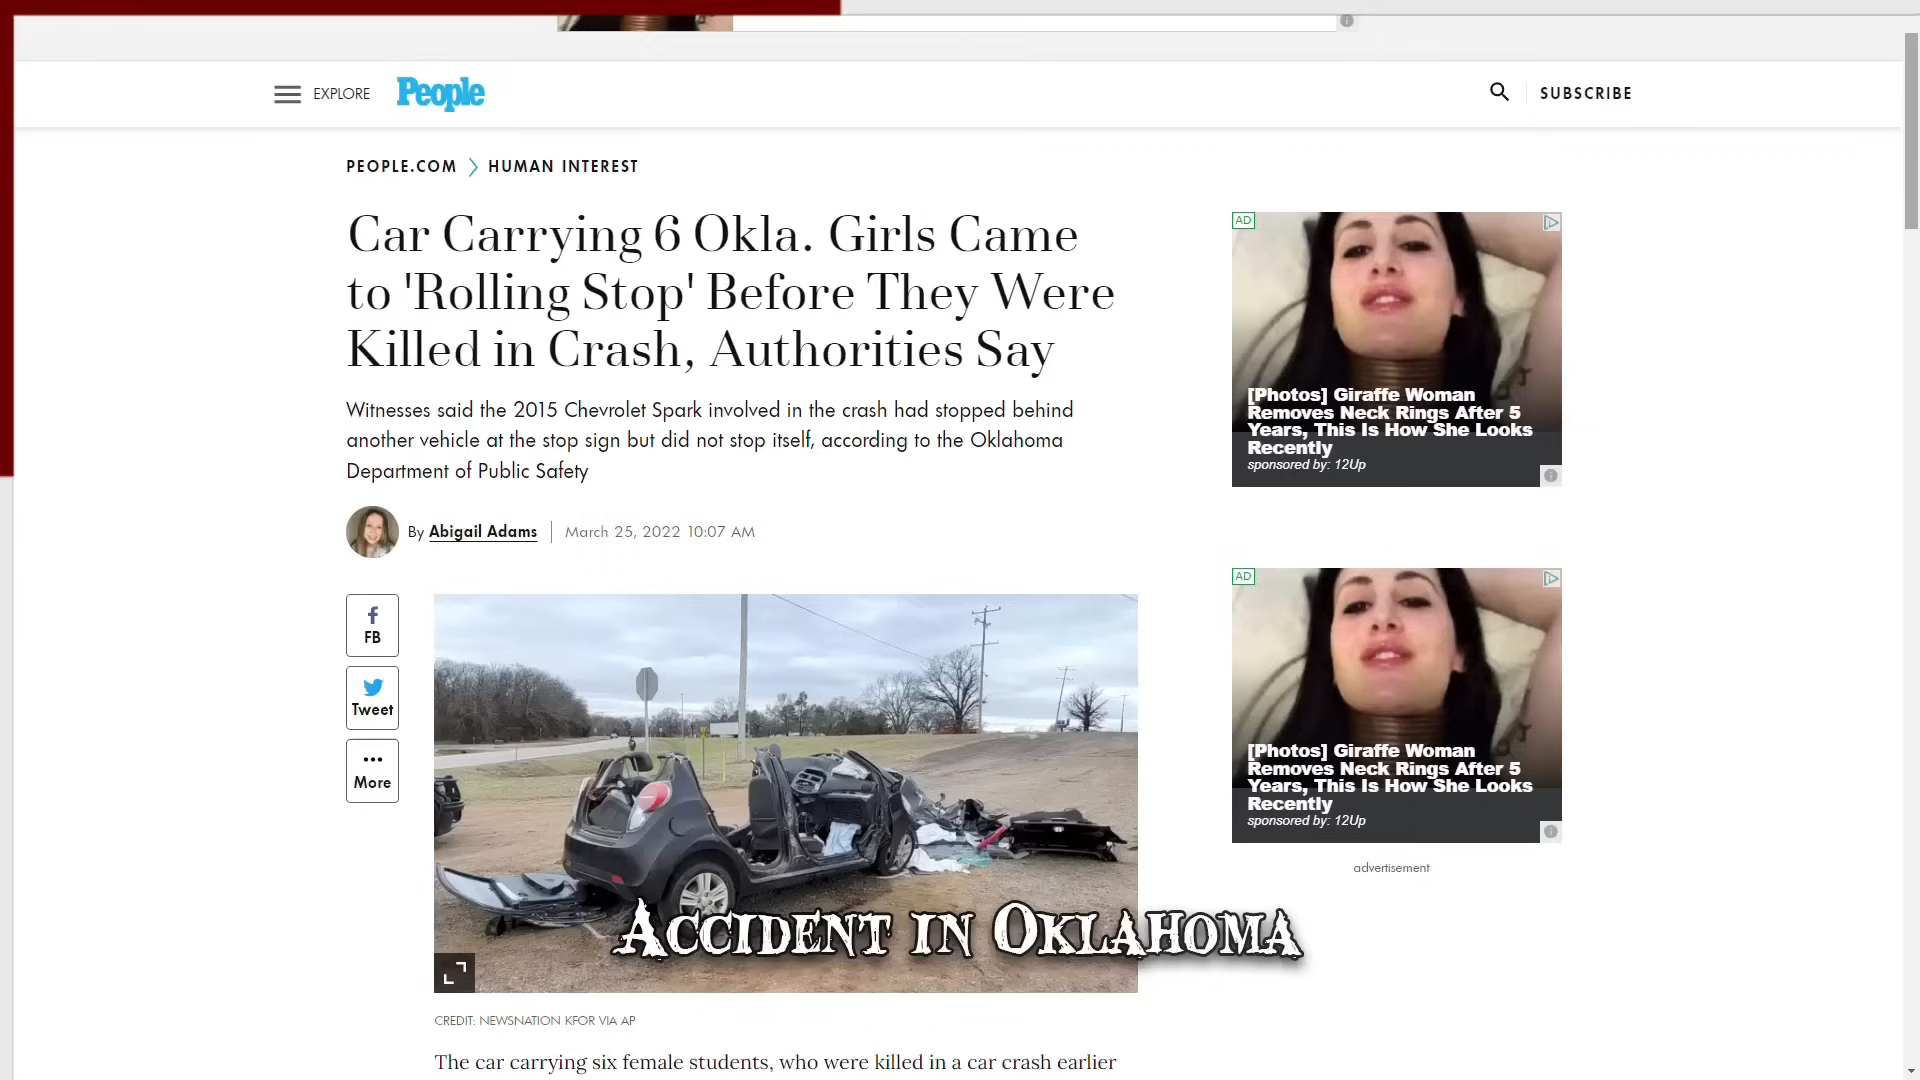 EXPLORE
People
SUBSCRIBE
PEOPLE.COM
HUMAN INTEREST
Car Carrying 6 Okla. Girls Came
to 'Rolling Stop' Before They Were
Killed in Crash, Authorities Say
Witnesses said the 2015 Chevrolet Spark involved in the crash had stopped behind
another vehicle at the stop sign but did not stop itself, according to the Oklahoma
Department of Public Safety
By Abigail Adams
March 25, 2022 10:07 AM
FB
Tweet
More
AD
[Photos] Giraffe Woman
Removes Neck Rings After 5
Years, This Is How She Looks
Recently
sponsored by: 12Up
AD
[Photos] Giraffe Woman
Removes Neck Rings After 5
Years, This Is How She Looks
Recently
sponsored by: 12Up
advertisement
ACCIDENT IN OKLAHOMA
CREDIT: NEWSNATION KFOR VIA AP
The car carrying six female students, who were killed in a car crash earlier